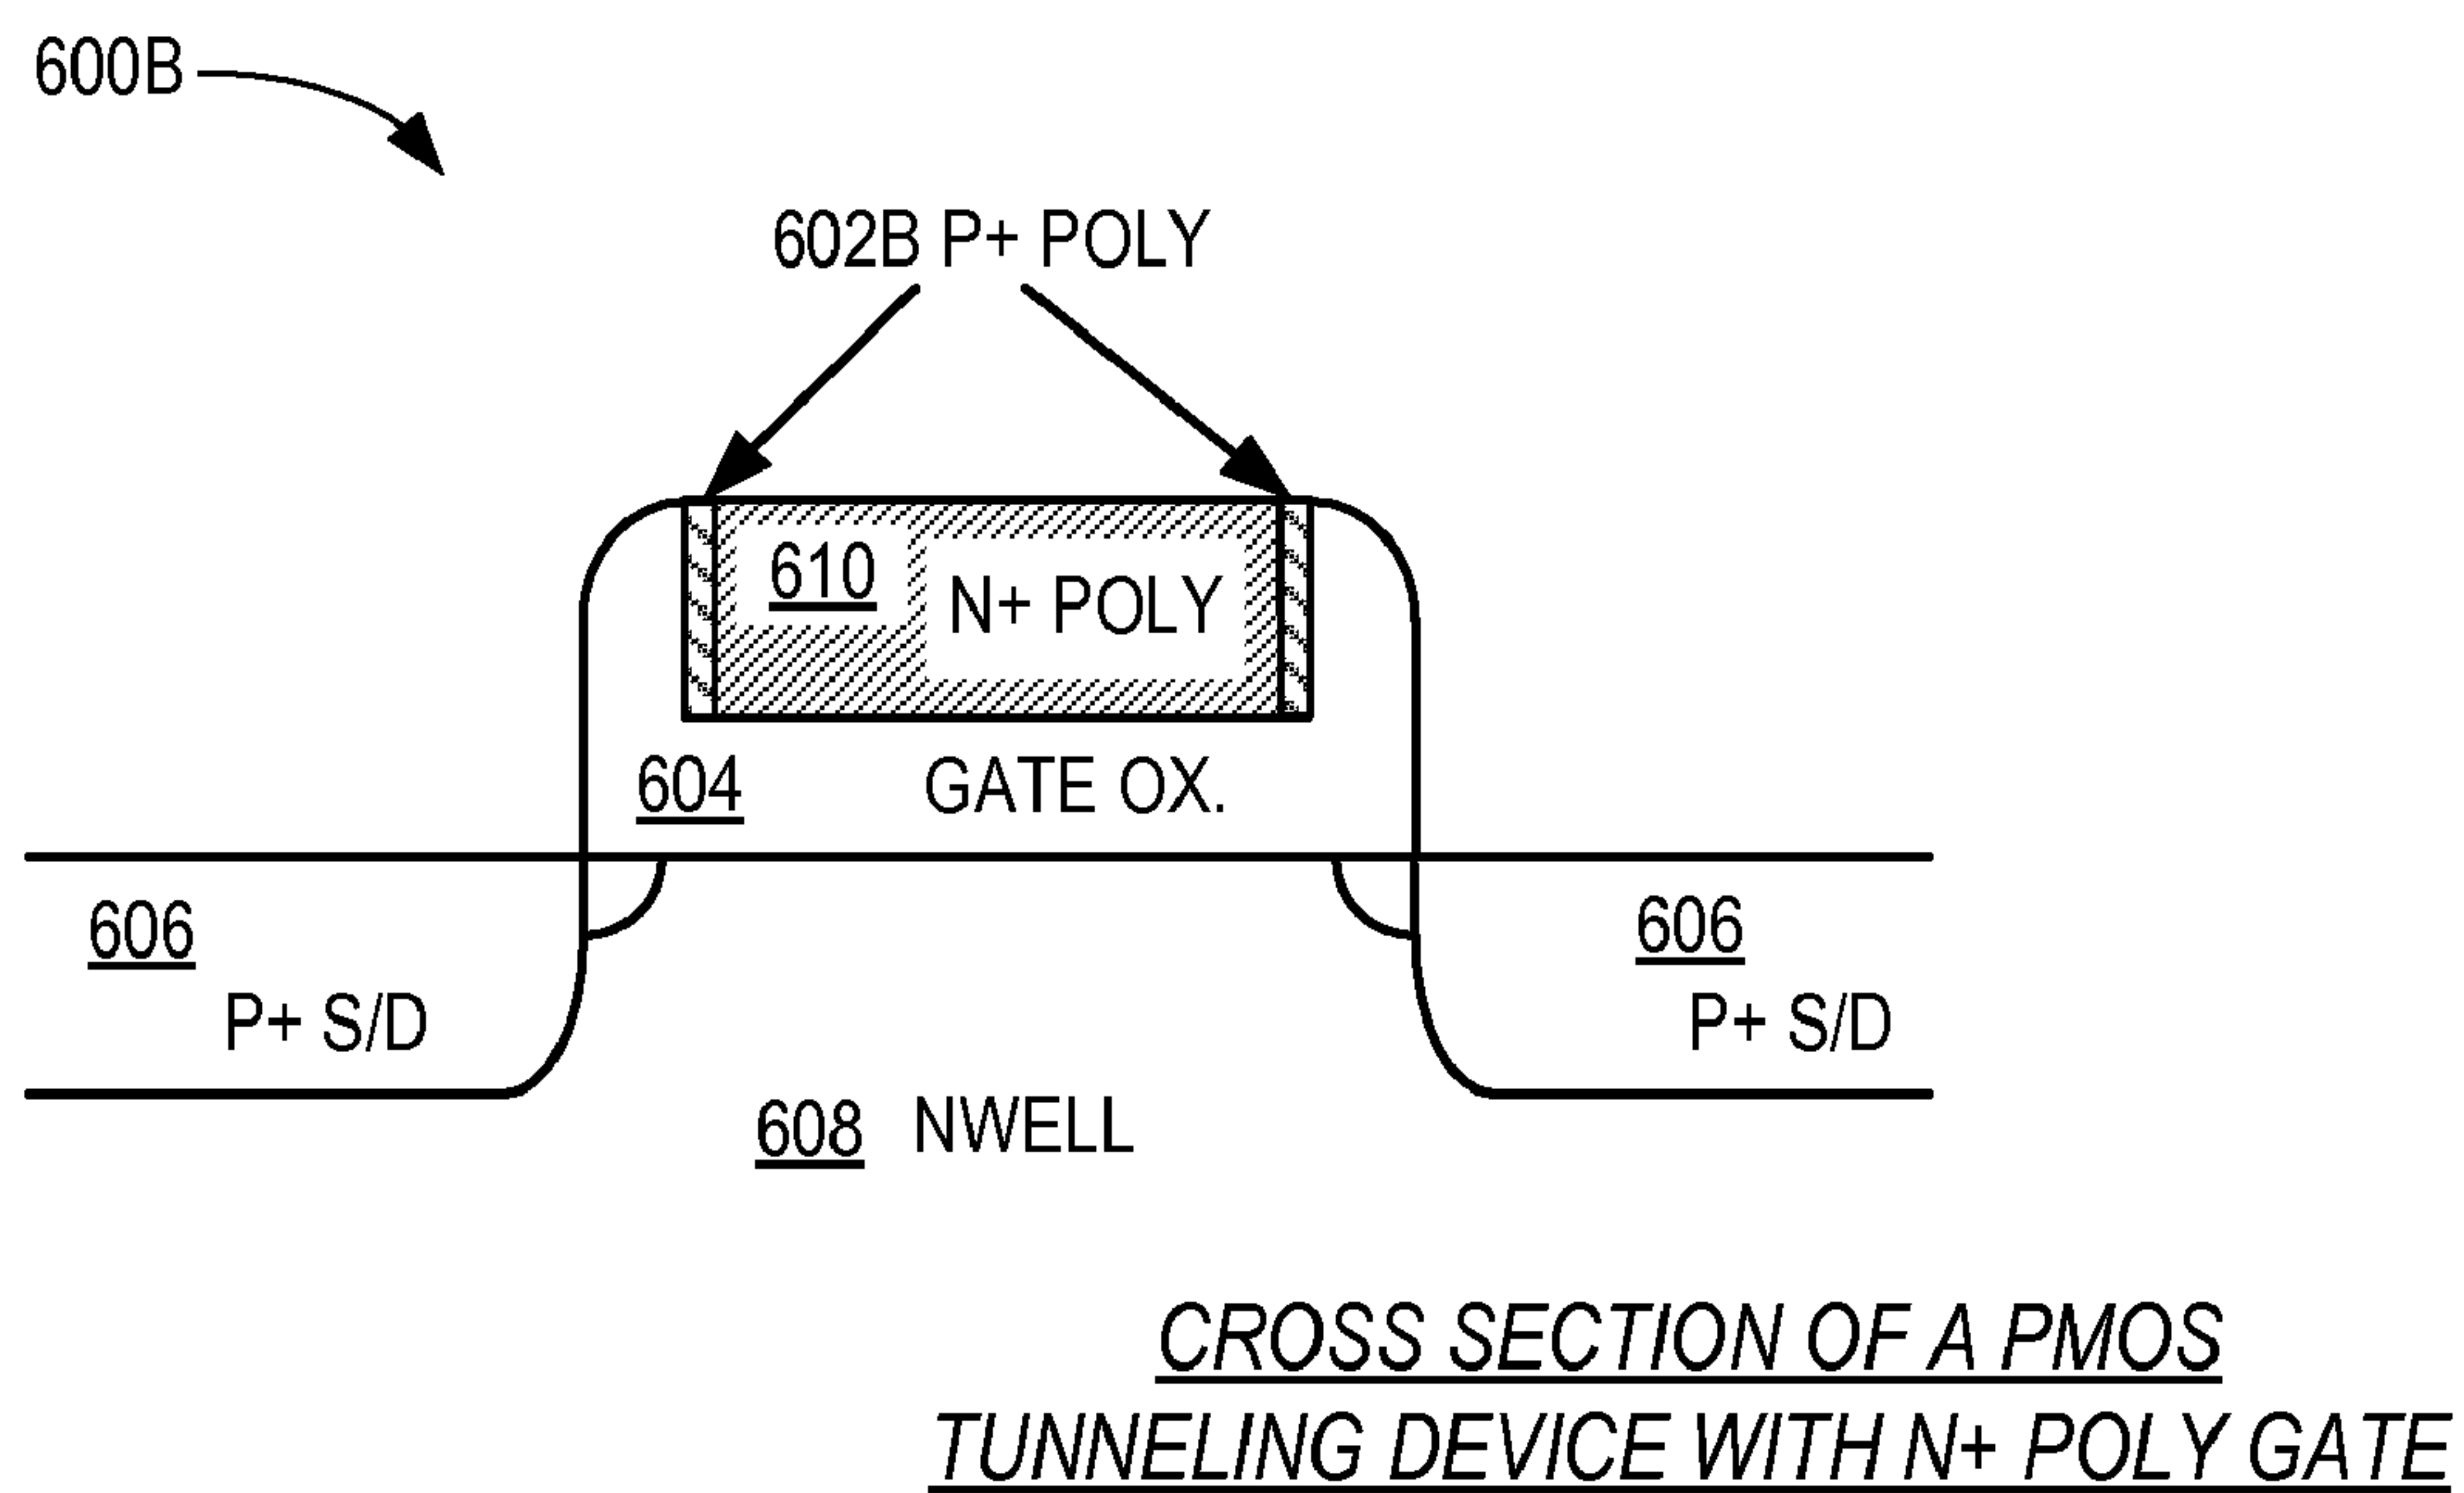 600B
602B P+ POLY
610
N+ POLY
604
GATE OX.
606
606
P+ S/D
P+ S/D
608 NWELL
CROSS SECTION OF A PMOS
TUNNELING DEVICE WITH N+ POLY GATE